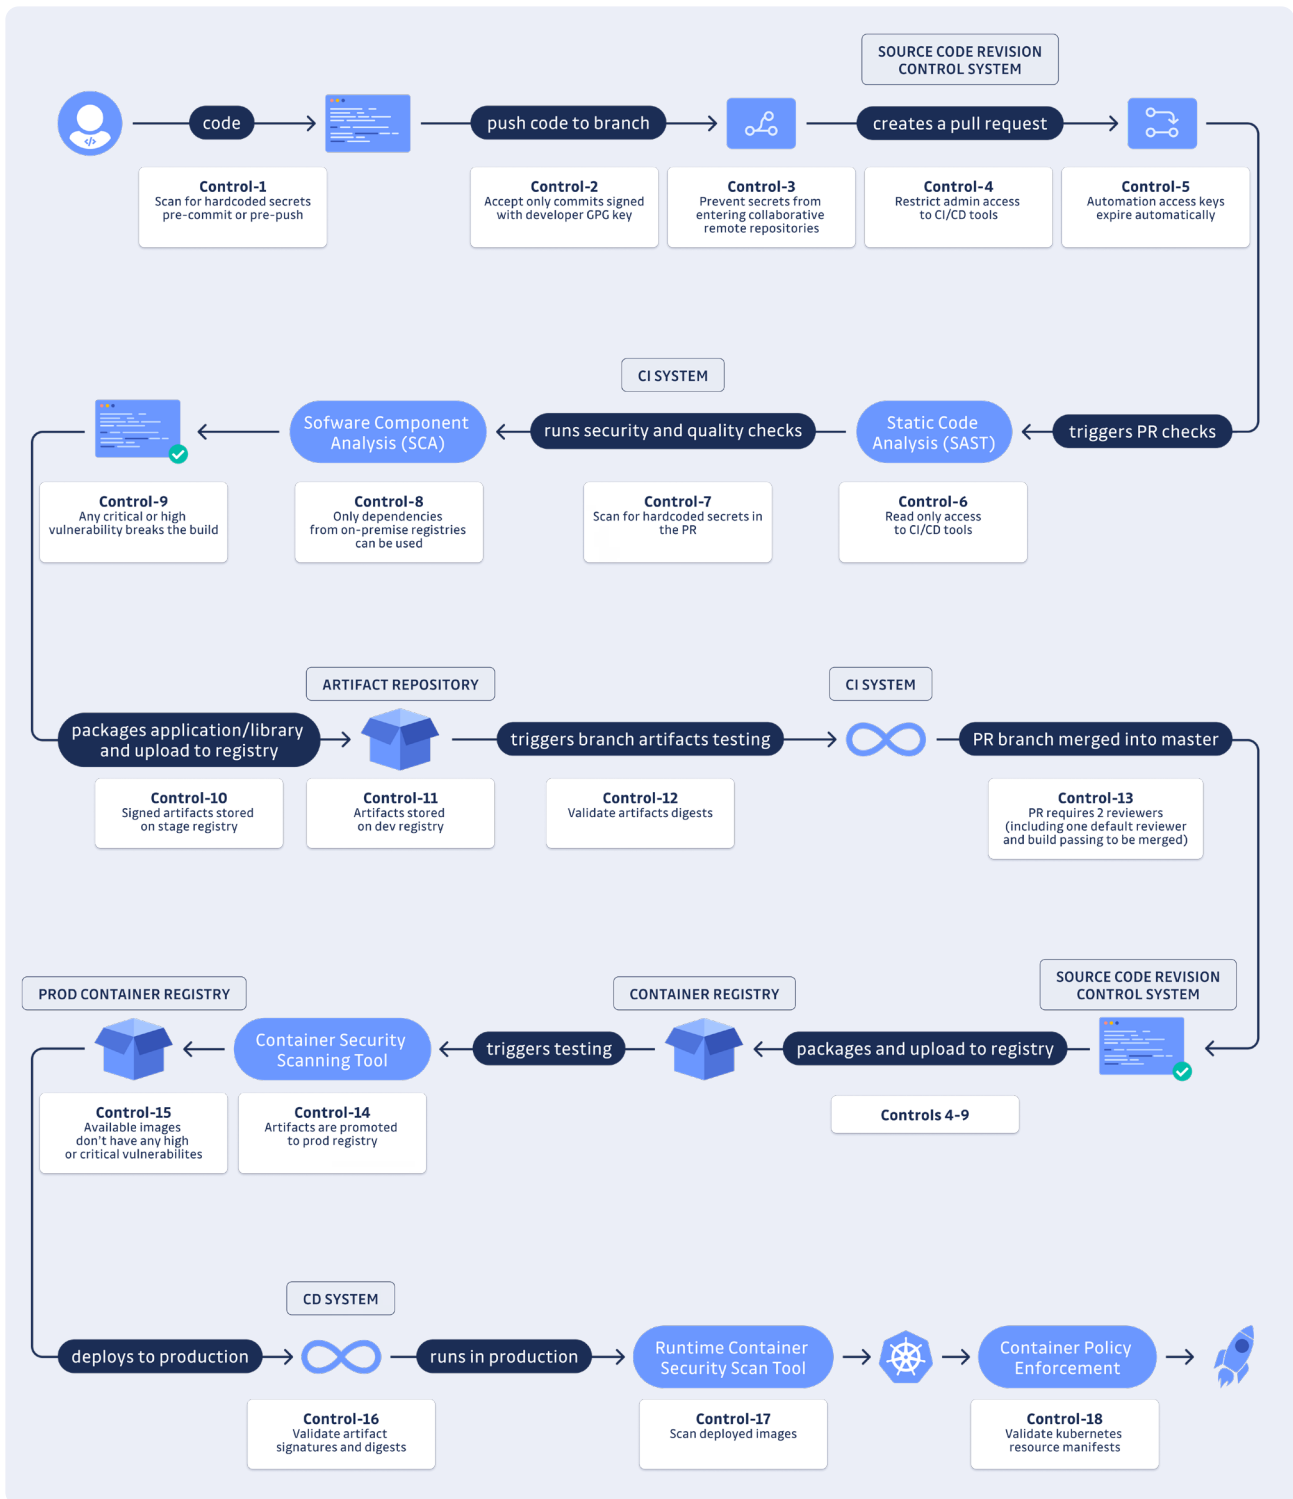 SOURCE CODE REVISION
CONTROL SYSTEM
code
push code to branch
creates a pull request
Control-1
Scan for hardcoded secrets
pre-commit or pre-push
Control-2
Accept only commits signed
with developer GPG key
Control-3
Prevent secrets from
entering collaborative
remote repositories
Control-4
Restrict admin access
to CI/CD tools
Control-5
Automation access keys
expire automatically
CI SYSTEM
triggers PR checks
Static Code
Analysis (SAST)
runs security and quality checks
Sofware Component
Analysis (SCA)
Control-9
Any critical or high
vulnerability breaks the build
Control-8
Only dependencies
from on-premise registries
can be used
Control-7
Scan for hardcoded secrets in
the PR
Control-6
Read only access
to CI/CD tools
ARTIFACT REPOSITORY
CI SYSTEM
packages application/library
and upload to registry
triggers branch artifacts testing
PR branch merged into master
Control-10
Signed artifacts stored
on stage registry
Control-11
Artifacts stored
on dev registry
Control-12
Validate artifacts digests
Control-13
PR requires 2 reviewers
(including one default reviewer
and build passing to be merged)
PROD CONTAINER REGISTRY
CONTAINER REGISTRY
SOURCE CODE REVISION
CONTROL SYSTEM
packages and upload to registry
triggers testing
Container Security
Scanning Tool
Control-15
Available images
don't have any high
or critical vulnerabilites
Control-14
Artifacts are promoted
to prod registry
Controls 4-9
CD SYSTEM
deploys to production
runs in production
Runtime Container
Security Scan Tool
Container Policy
Enforcement
Control-16
Validate artifact
signatures and digests
Control-17
Scan deployed images
Control-18
Validate kubernetes
resource manifests